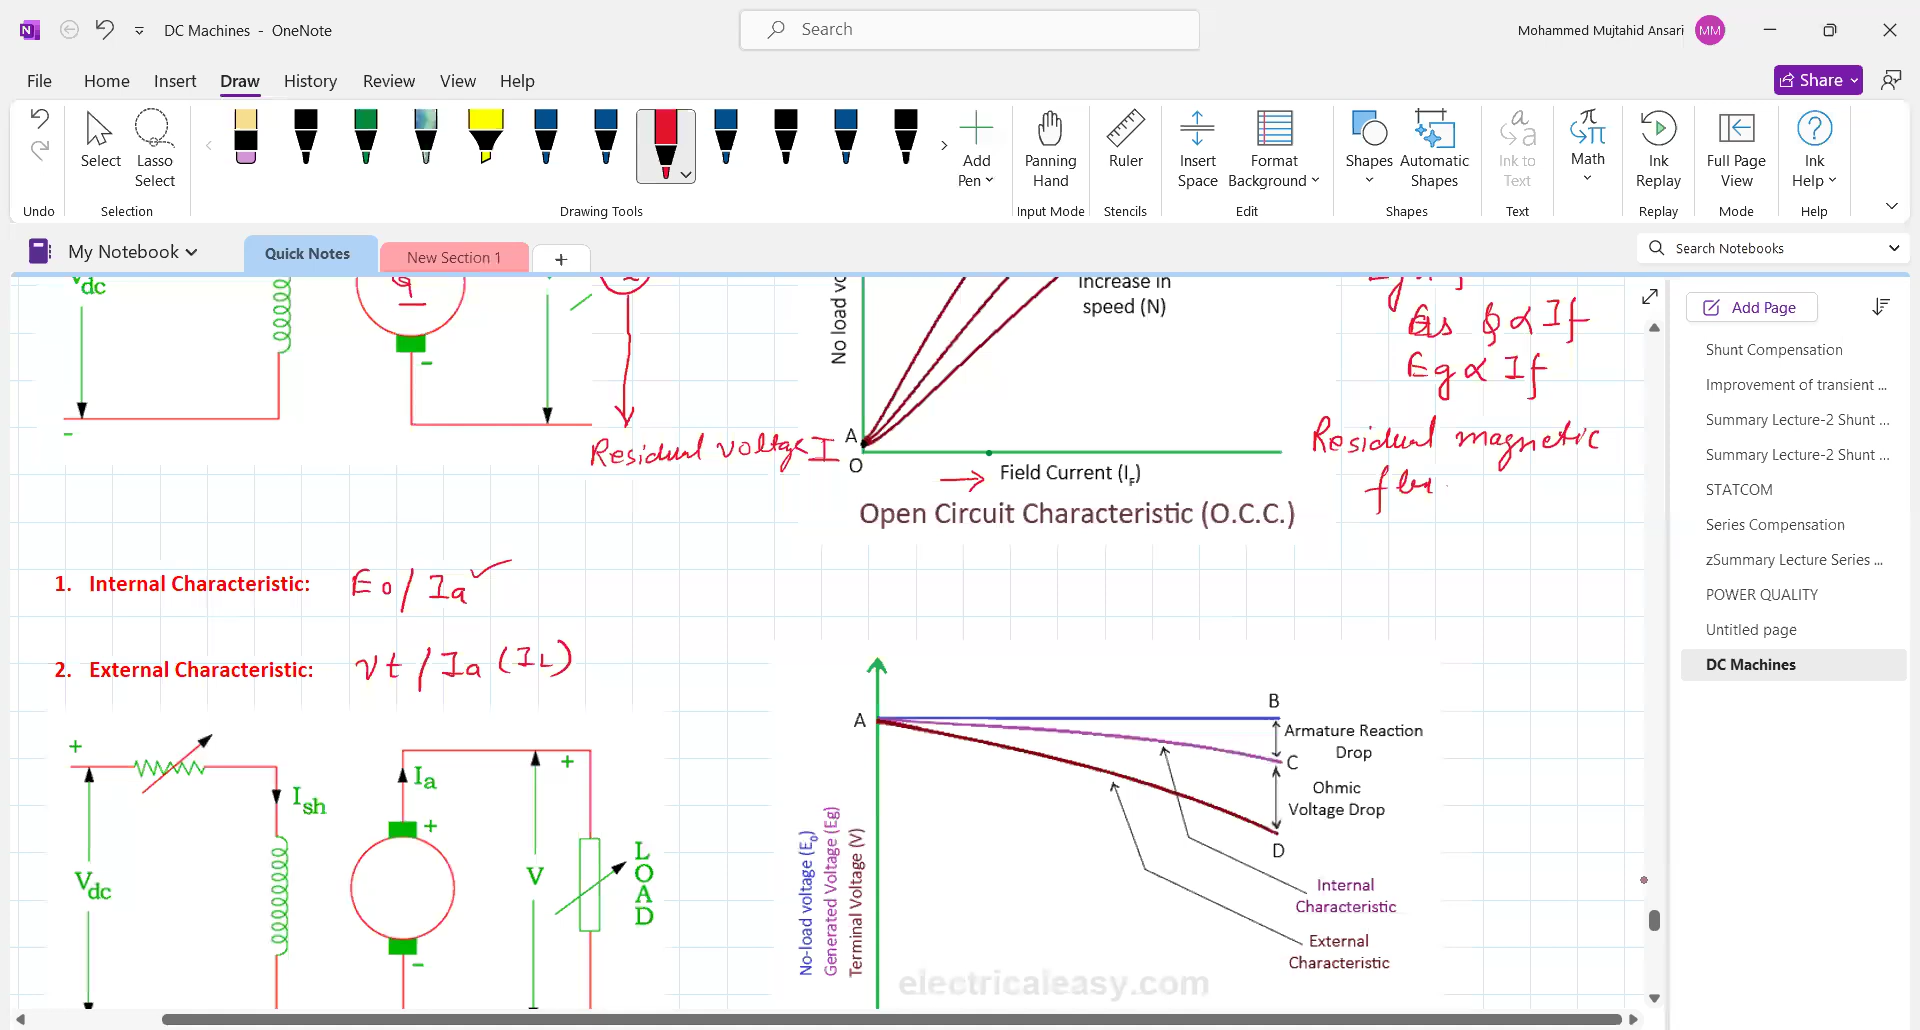 DC Machines - OneNote
Search
Mohammed Mujtahid Ansari
MM
File Home Insert Draw History Review View Help
Share
Select
Lasso Select
Add Pen
Panning Hand
Ruler
Insert Space
Format Background
Shapes
Automatic Shapes
Ink to Text
Math
Ink Replay
Full Page View
Ink Help
Undo
Selection
Drawing Tools
Input Mode
Stencils
Edit
Shapes
Text
Replay
Mode
Help
My Notebook
Quick Notes
New Section 1
+
Search Notebooks
Add Page
Shunt Compensation
Improvement of transient ...
Summary Lecture-2 Shunt ...
Summary Lecture-2 Shunt ...
STATCOM
Series Compensation
zSummary Lecture Series ...
POWER QUALITY
Untitled page
DC Machines
Vdc
-
-
Residual voltage
No load vo
Increase in
speed (N)
A
O
Field Current (IF)
Open Circuit Characteristic (O.C.C.)
as ϕ α If
Eg α If
Residual magnetic
1. Internal Characteristic: Eo / Ia
2. External Characteristic: Vt / Ia (IL)
+
Ish
Vdc
Ia
+
-
+
V
LOAD
A
B
Armature Reaction
Drop
C
Ohmic
Voltage Drop
D
No-load voltage (E0)
Generated Voltage (Eg)
Terminal Voltage (V)
Internal
Characteristic
External
Characteristic
electricaleasy.com